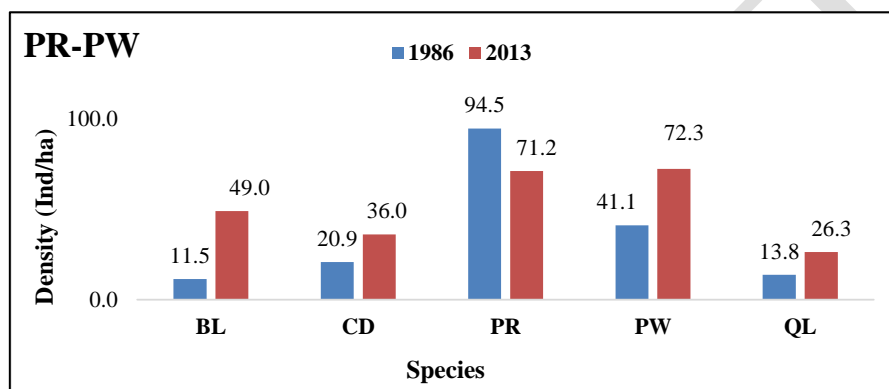 PR-PW
1986 2013
Density (Ind/ha)
100.0
0.0
11.5 49.0 20.9 36.0 94.5 71.2 41.1 72.3 13.8 26.3
BL CD PR PW QL
Species